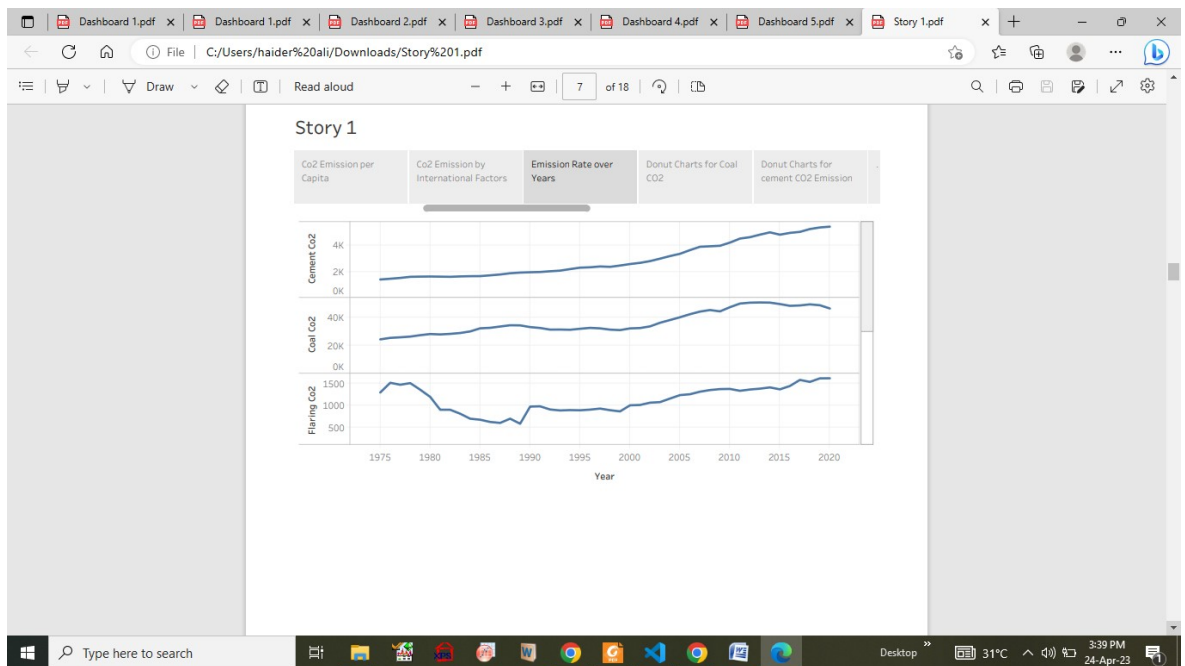 Dashboard 1.pdf
Dashboard 1.pdf
Dashboard 2.pdf
Dashboard 3.pdf
Dashboard 4.pdf
Dashboard 5.pdf
Story 1.pdf
File
C:/Users/haider%20ali/Downloads/Story%201.pdf
Draw
Read aloud
7 of 18
Story 1
Co2 Emission per
Capita
Co2 Emission by
International Factors
Emission Rate over
Years
Donut Charts for Coal
CO2
Donut Charts for
cement CO2 Emission
Cement Co2
4K
2K
0K
Coal Co2
40K
20K
0K
Flaring Co2
1500
1000
500
1975 1980 1985 1990 1995 2000 2005 2010 2015 2020
Year
Type here to search
Desktop
31°C
3:39 PM
24-Apr-23